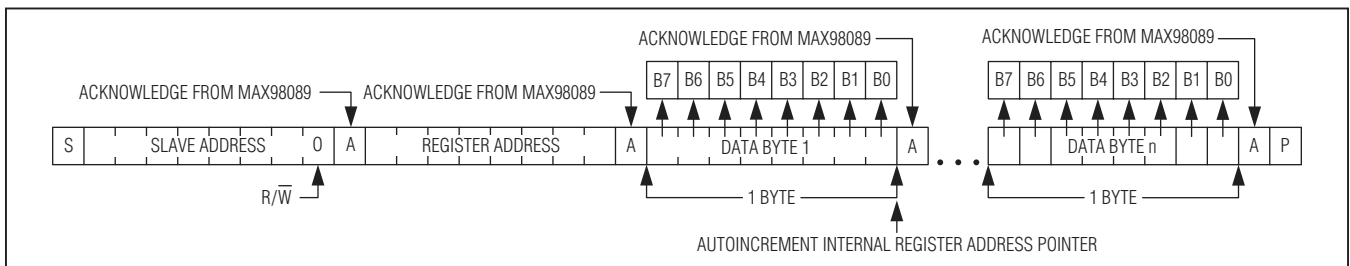 ACKNOWLEDGE FROM MAX98089
ACKNOWLEDGE FROM MAX98089
B7 B6 B5 B4 B3 B2 B1 B0
B7 B6 B5 B4 B3 B2 B1 B0
ACKNOWLEDGE FROM MAX98089
ACKNOWLEDGE FROM MAX98089
S SLAVE ADDRESS 0 A REGISTER ADDRESS A DATA BYTE 1 A ••• DATA BYTE n A P
R/W̅
1 BYTE
1 BYTE
AUTOINCREMENT INTERNAL REGISTER ADDRESS POINTER